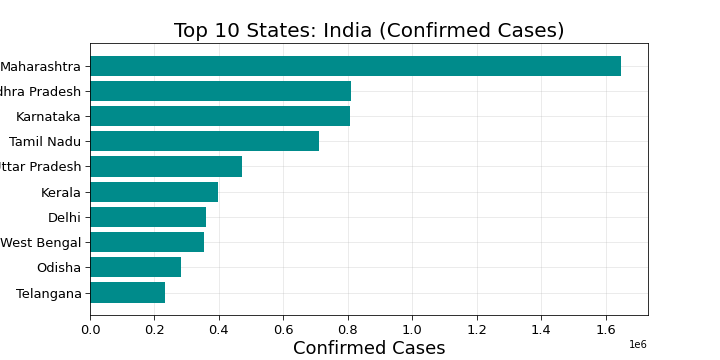 Top 10 States: India (Confirmed Cases)
Maharashtra
dhra Pradesh
Karnataka
Tamil Nadu
Uttar Pradesh
Kerala
Delhi
West Bengal
Odisha
Telangana
0.0 0.2 0.4 0.6 0.8 1.0 1.2 1.4 1.6
1e6
Confirmed Cases